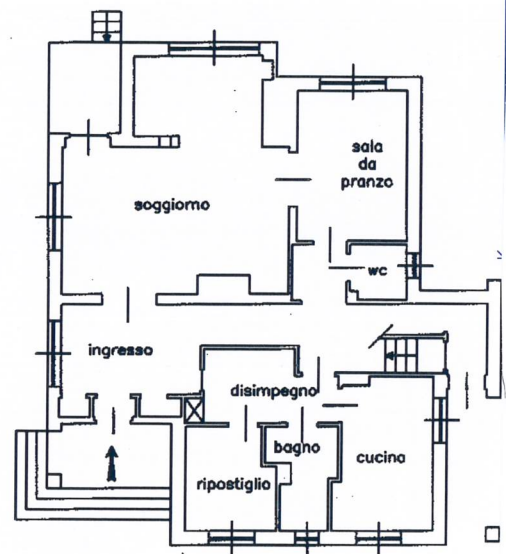 sala
da
pranzo
soggiorno
wc
ingresso
disimpegno
bagno
cucina
ripostiglio